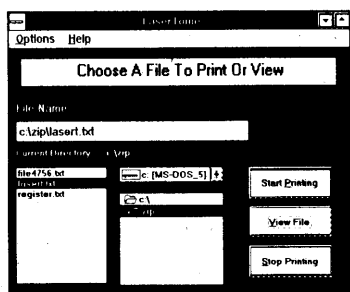 LaserTome
Options Help
Choose A File To Print Or View
File Name
c:\zip\lasert.txt
Current Directory c:\zip
file4756.txt
lasert.txt
register.txt
c: [MS-DOS_5]
c:\
zip
Start Printing
View File
Stop Printing